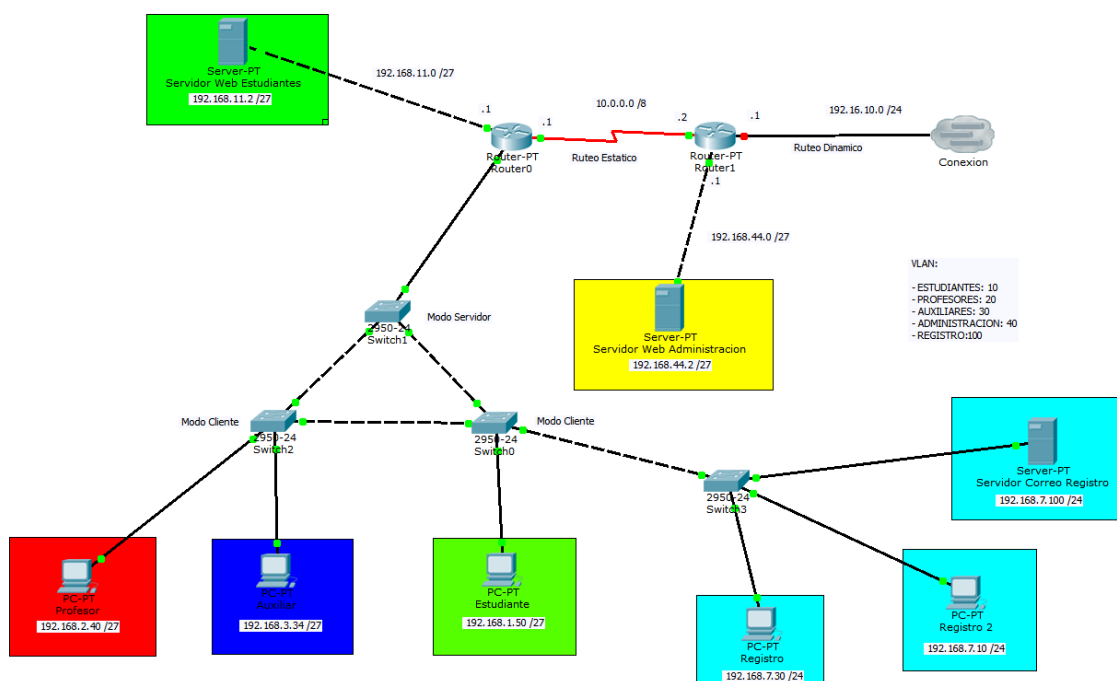 Server-PT
Servidor Web Estudiantes
192.168.11.2 /27
192.168.11.0 /27
.1
.1
Router-PT
Router0
10.0.0.0 /8
Ruteo Estatico
.2
.1
Router-PT
Router1
.1
192.16.10.0 /24
Ruteo Dinamico
Conexion
192.168.44.0 /27
VLAN:
- ESTUDIANTES: 10
- PROFESORES: 20
- AUXILIARES: 30
- ADMINISTRACION: 40
- REGISTRO:100
2950-24
Switch1
Modo Servidor
Server-PT
Servidor Web Administracion
192.168.44.2 /27
Modo Cliente
2950-24
Switch2
2950-24
Switch0
Modo Cliente
2950-24
Switch3
Server-PT
Servidor Correo Registro
192.168.7.100 /24
PC-PT
Profesor
192.168.2.40 /27
PC-PT
Auxiliar
192.168.3.34 /27
PC-PT
Estudiante
192.168.1.50 /27
PC-PT
Registro
192.168.7.30 /24
PC-PT
Registro 2
192.168.7.10 /24